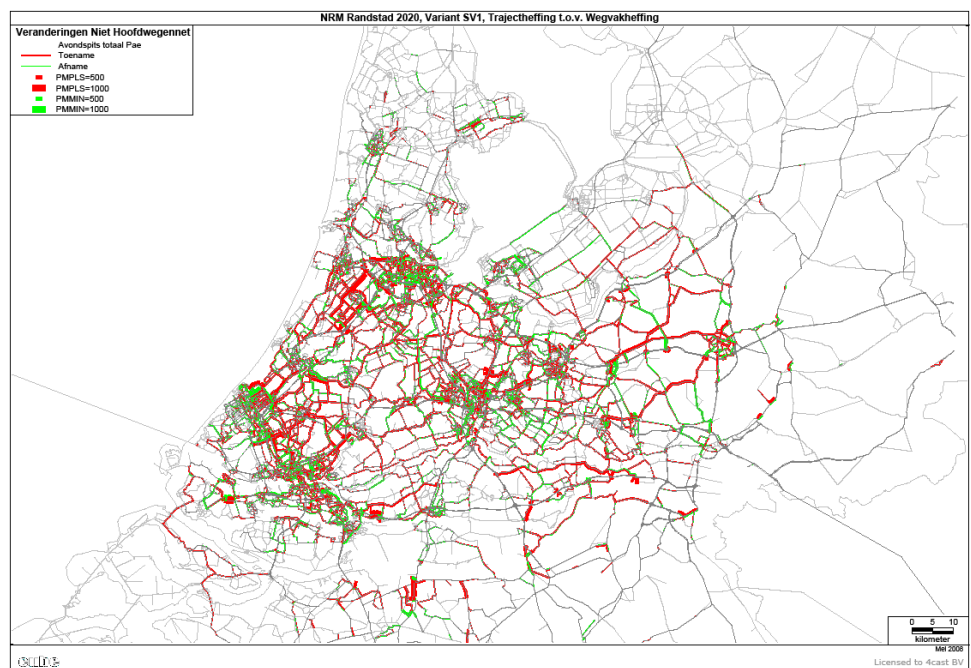 NRM Randstad 2020, Variant SV1, Trajectheffing t.o.v. Wegvakheffing
Veranderingen Niet Hoofdwegennet
Avondspits totaal Pae
Toename
Afname
PMPLS=500
PMPLS=1000
PMMIN=500
PMMIN=1000
0 5 10
kilometer
Mei 2008
cube
Licensed to 4cast BV